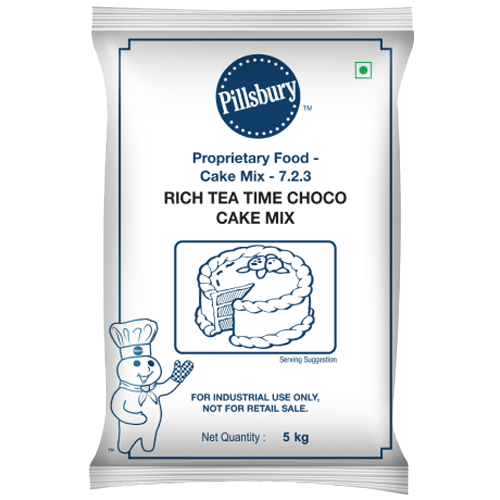 Pillsbury
TM
Proprietary Food -
Cake Mix - 7.2.3
RICH TEA TIME CHOCO
CAKE MIX
Serving Suggestion
FOR INDUSTRIAL USE ONLY,
NOT FOR RETAIL SALE.
Net Quantity : 5 kg
TM